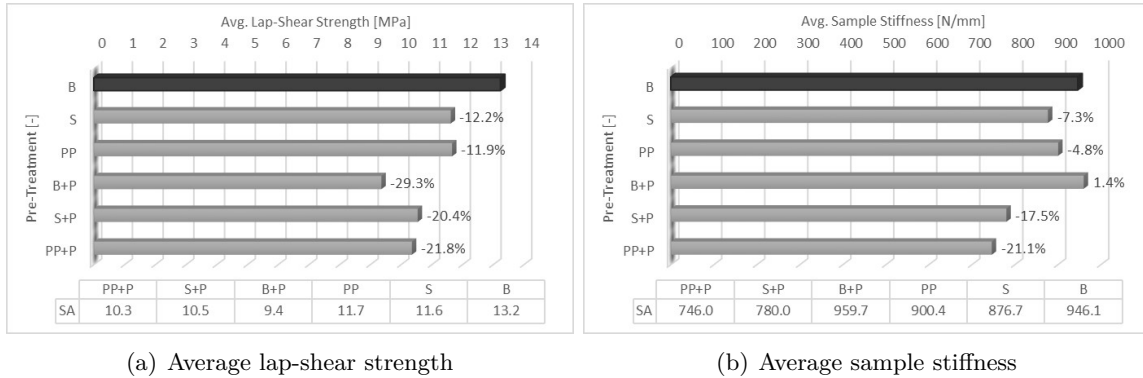 Avg. Lap-Shear Strength [MPa]
0 1 2 3 4 5 6 7 8 9 10 11 12 13 14
Pre-Treatment [-]
B
S -12.2%
PP -11.9%
B+P -29.3%
S+P -20.4%
PP+P -21.8%
PP+P S+P B+P PP S B
SA 10.3 10.5 9.4 11.7 11.6 13.2
(a) Average lap-shear strength
Avg. Sample Stiffness [N/mm]
0 100 200 300 400 500 600 700 800 900 1000
Pre-Treatment [-]
B
S -7.3%
PP -4.8%
B+P 1.4%
S+P -17.5%
PP+P -21.1%
PP+P S+P B+P PP S B
SA 746.0 780.0 959.7 900.4 876.7 946.1
(b) Average sample stiffness